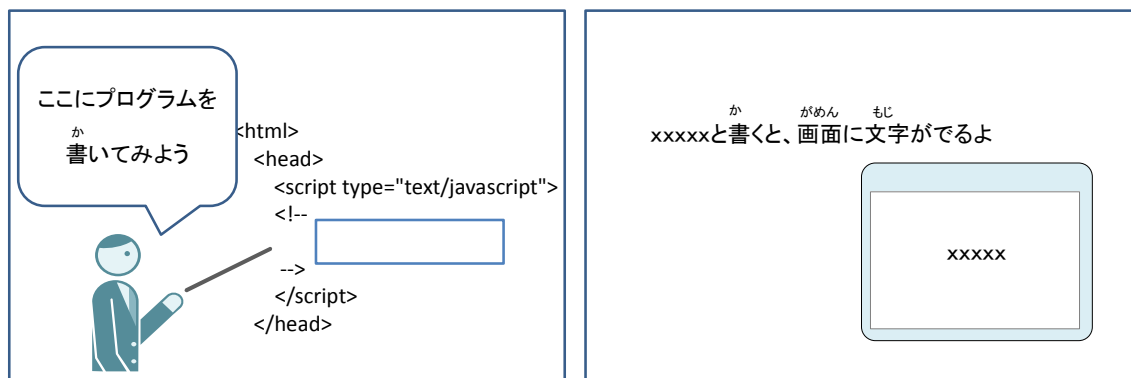 ここにプログラムを
書いてみよう
か
<html>
<head>
<script type="text/javascript">
<!--
-->
</script>
</head>
か がめん もじ
xxxxxと書くと、画面に文字がでるよ
xxxxx